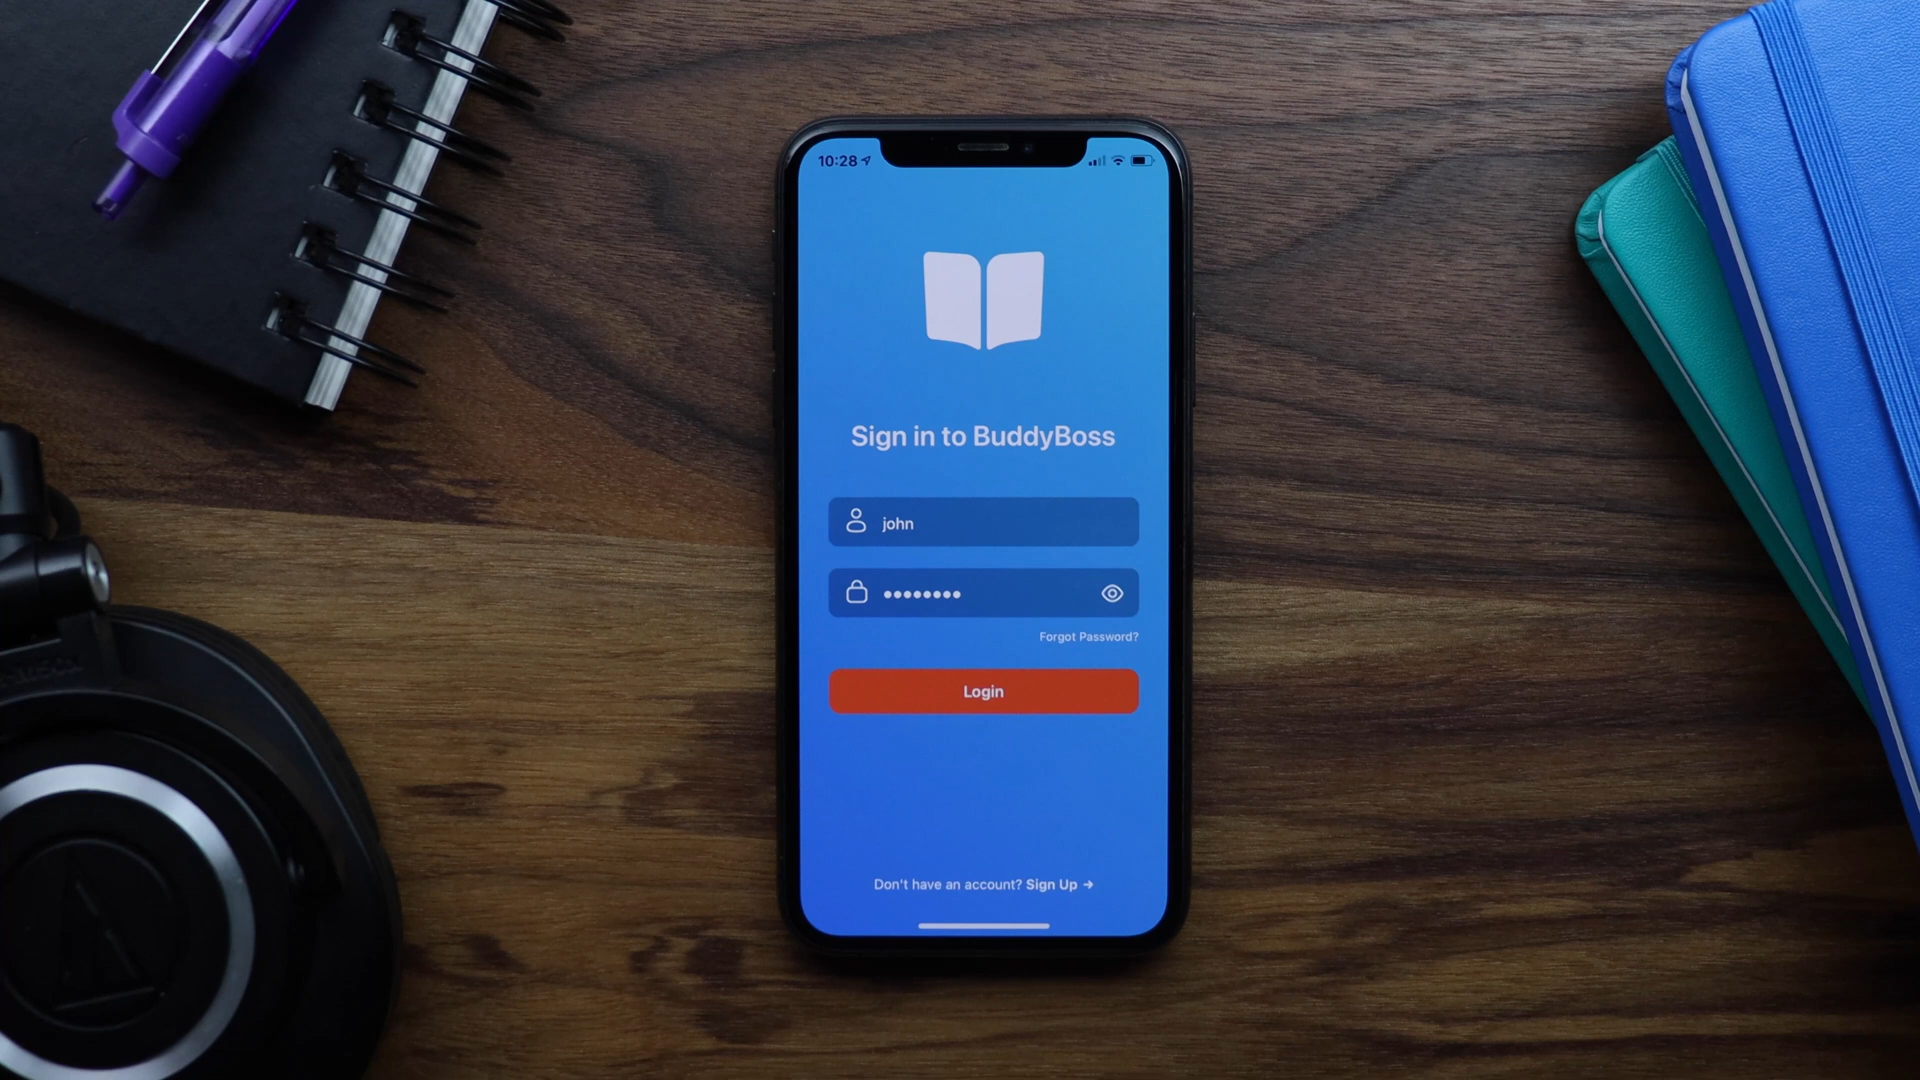 10:28
Sign in to BuddyBoss
john
••••••••
Forgot Password?
Login
Don't have an account? Sign Up →